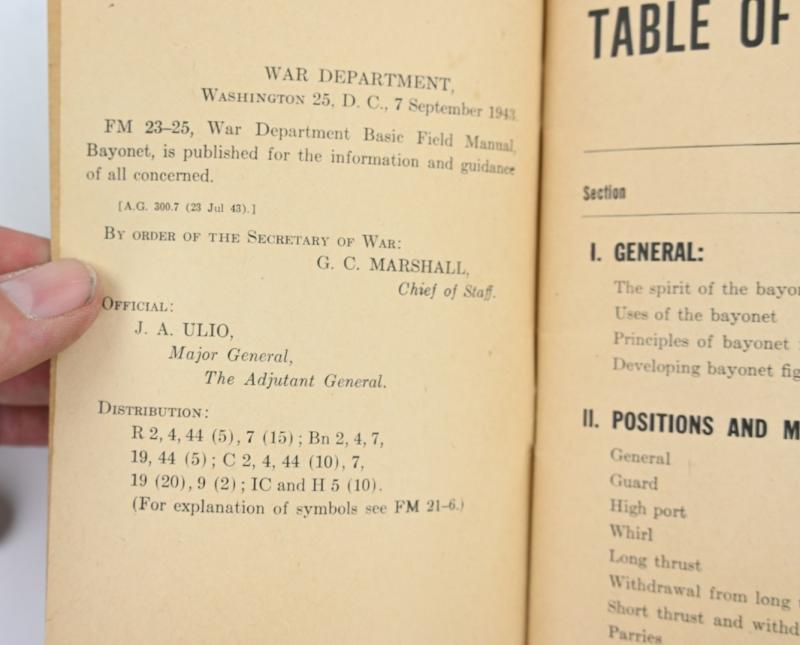 WAR DEPARTMENT,
WASHINGTON 25, D. C., 7 September 1943.
FM 23–25, War Department Basic Field Manual,
Bayonet, is published for the information and guidance
of all concerned.
[A.G. 300.7 (23 Jul 43).]
BY ORDER OF THE SECRETARY OF WAR:
G. C. MARSHALL,
Chief of Staff.
OFFICIAL:
J. A. ULIO,
Major General,
The Adjutant General.
DISTRIBUTION:
R 2, 4, 44 (5), 7 (15); Bn 2, 4, 7,
19, 44 (5); C 2, 4, 44 (10), 7,
19 (20), 9 (2); IC and H 5 (10).
(For explanation of symbols see FM 21–6.)
TABLE OF
Section
I. GENERAL:
The spirit of the
Uses of the bayonet
Principles of bayonet
Developing bayonet
II. POSITIONS AND
General
Guard
High port
Whirl
Long thrust
Withdrawal from long
Short thrust and
Parries